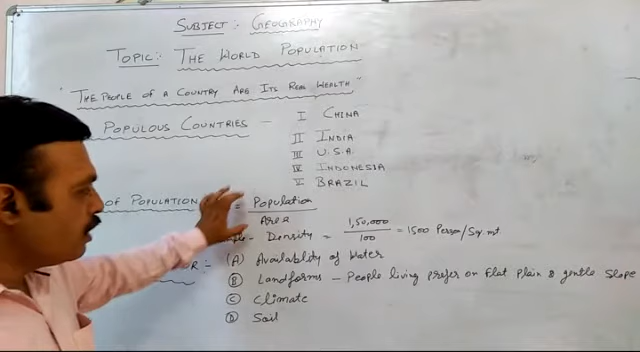 SUBJECT:- GEOGRAPHY
TOPIC:- THE WORLD POPULATION
"THE PEOPLE OF A COUNTRY ARE ITS REAL WEALTH"
POPULOUS COUNTRIES - I CHINA
II INDIA
III U.S.A.
IV INDONESIA
V BRAZIL
OF POPULATION = Population
Area
Density = 1,50,000
100 = 1500 Person/Sq. mt.
(A) Availablity of Water
(B) Landforms - People living prefer on flat plain & gentle slope
(C) Climate
(D) Soil